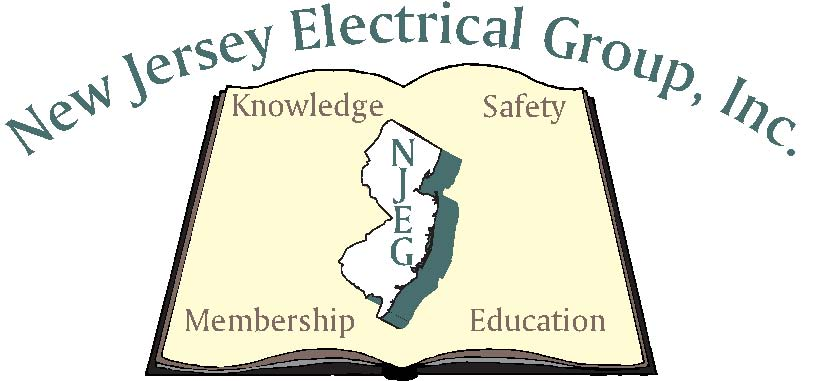 New Jersey Electrical Group, Inc.
Knowledge Safety
N
J
E
G
Membership Education